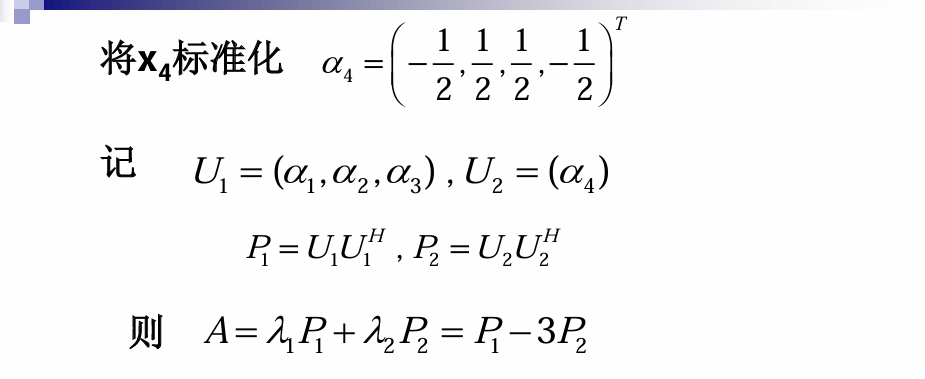 将x₄标准化 α₄ = (−1/2, 1/2, 1/2, −1/2)ᵀ
记 U₁ = (α₁, α₂, α₃) , U₂ = (α₄)
P₁ = U₁U₁ᴴ , P₂ = U₂U₂ᴴ
则 A = λ₁P₁ + λ₂P₂ = P₁ − 3P₂